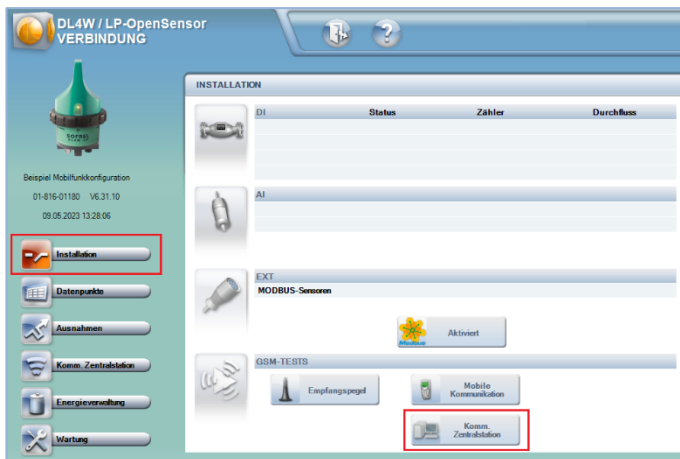 DL4W / LP-OpenSensor
VERBINDUNG
?
INSTALLATION
DI Status Zähler Durchfluss
AI
EXT
MODBUS-Sensoren
Modbus
Aktiviert
GSM-TESTS
Empfangspegel
Mobile
Kommunikation
Komm.
Zentralstation
SOFREL
Beispiel Mobilfunkkonfiguration
01-816-01180 V6.31.10
09.05.2023 13:28:06
Installation
Datenpunkte
Ausnahmen
Komm. Zentralstation
Energieverwaltung
Wartung